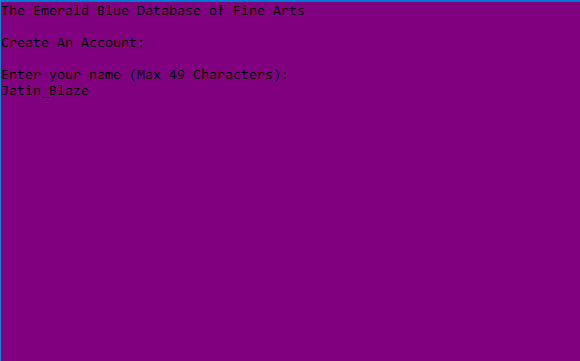 The Emerald Blue Database of Fine Arts
Create An Account:
Enter your name (Max 49 Characters):
Jatin_Blaze